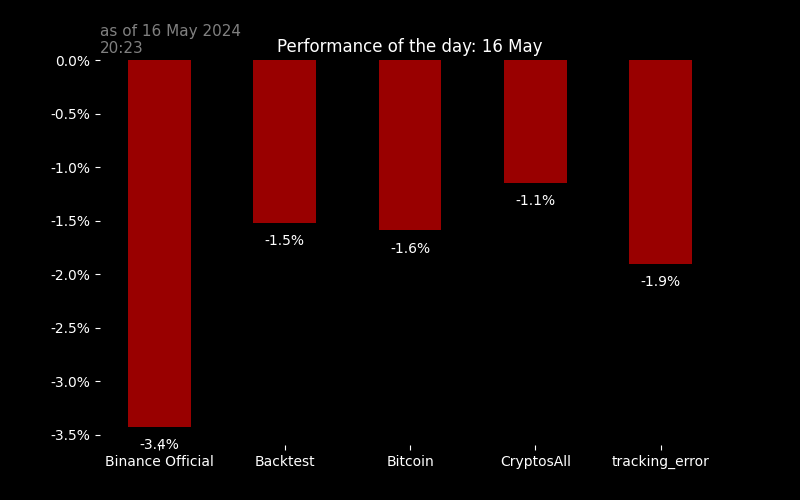 as of 16 May 2024
20:23
Performance of the day: 16 May
0.0%
-0.5%
-1.0%
-1.5%
-2.0%
-2.5%
-3.0%
-3.5%
-3.4%
-1.5%
-1.6%
-1.1%
-1.9%
Binance Official
Backtest
Bitcoin
CryptosAll
tracking_error